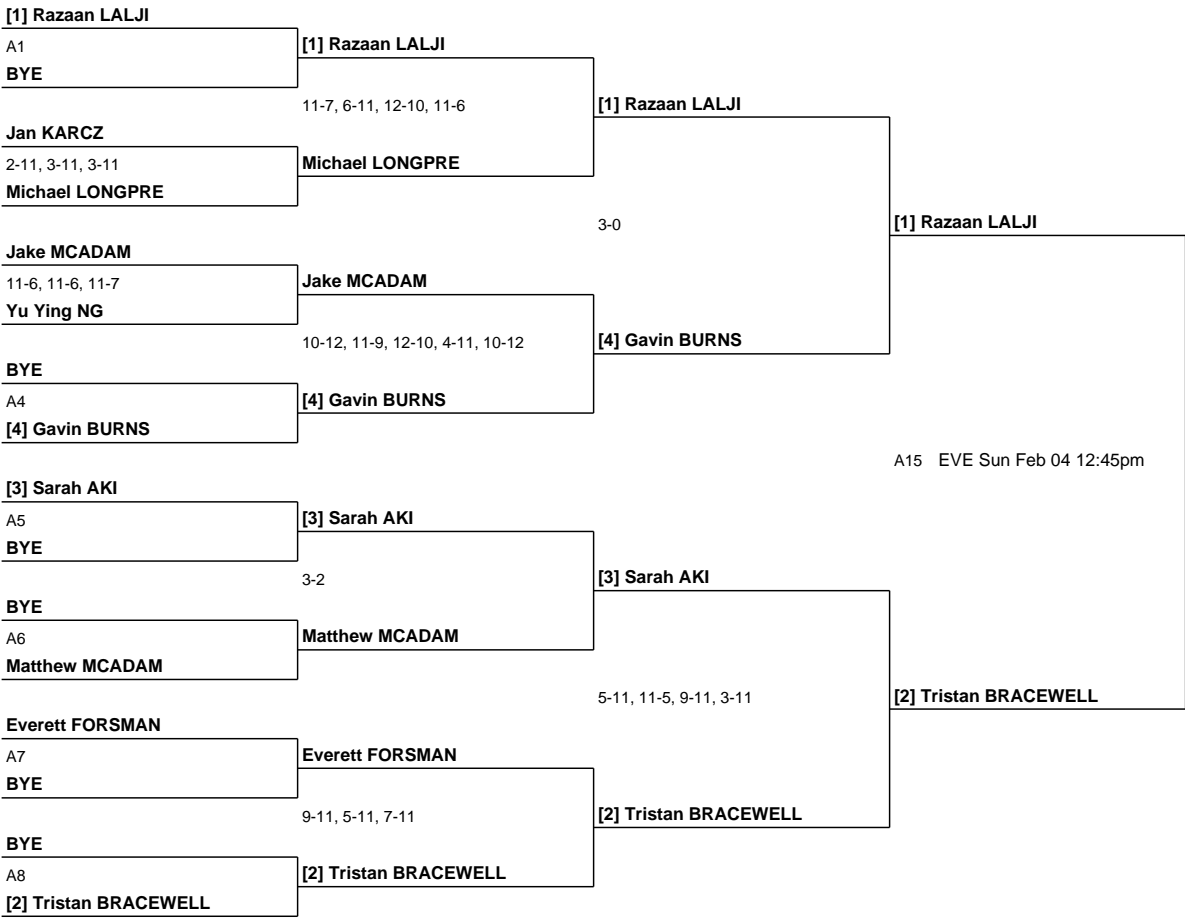 [1] Razaan LALJI
A1
BYE
Jan KARCZ
2-11, 3-11, 3-11
Michael LONGPRE
Jake MCADAM
11-6, 11-6, 11-7
Yu Ying NG
BYE
A4
[4] Gavin BURNS
[3] Sarah AKI
A5
BYE
BYE
A6
Matthew MCADAM
Everett FORSMAN
A7
BYE
BYE
A8
[2] Tristan BRACEWELL
[1] Razaan LALJI
11-7, 6-11, 12-10, 11-6
Michael LONGPRE
Jake MCADAM
10-12, 11-9, 12-10, 4-11, 10-12
[4] Gavin BURNS
[3] Sarah AKI
3-2
Matthew MCADAM
Everett FORSMAN
9-11, 5-11, 7-11
[2] Tristan BRACEWELL
[1] Razaan LALJI
3-0
[4] Gavin BURNS
[3] Sarah AKI
5-11, 11-5, 9-11, 3-11
[2] Tristan BRACEWELL
[1] Razaan LALJI
A15 EVE Sun Feb 04 12:45pm
[2] Tristan BRACEWELL